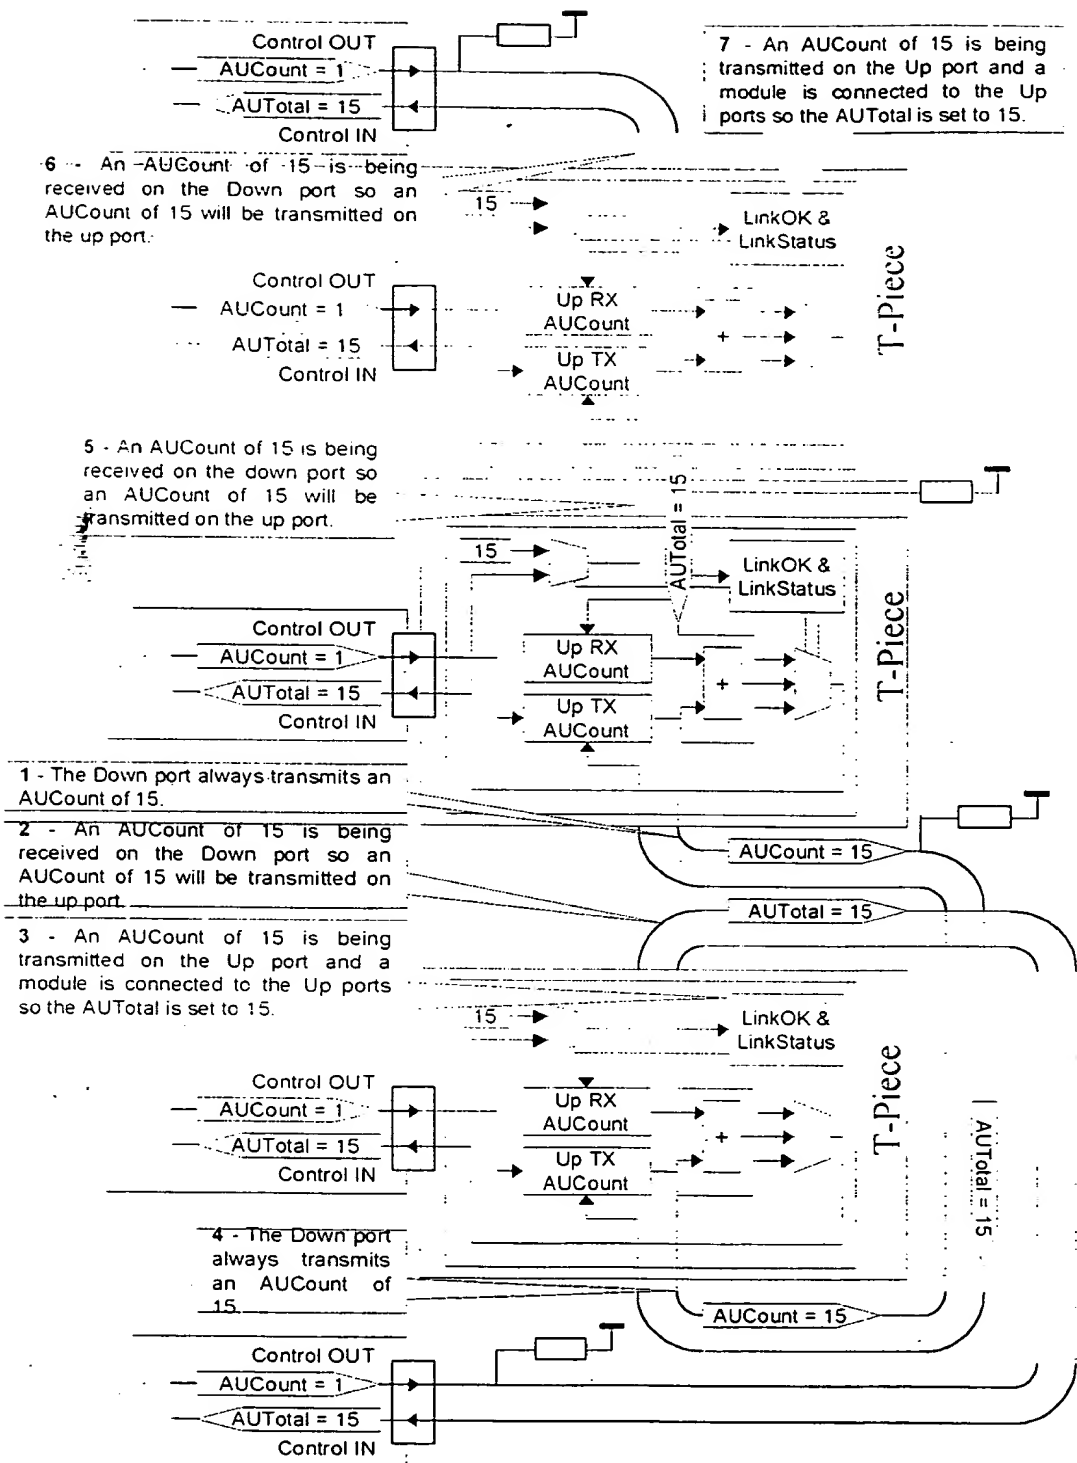 Control OUT
AUCount = 1
AUTotal = 15
Control IN
7 - An AUCount of 15 is being
transmitted on the Up port and a
module is connected to the Up
ports so the AUTotal is set to 15.
6 - An AUCount of 15 is being
received on the Down port so an
AUCount of 15 will be transmitted on
the up port.
15
LinkOK &
LinkStatus
T-Piece
Control OUT
AUCount = 1
AUTotal = 15
Control IN
Up RX
AUCount
+
Up TX
AUCount
5 - An AUCount of 15 is being
received on the down port so
an AUCount of 15 will be
transmitted on the up port.
AUTotal = 15
15
LinkOK &
LinkStatus
T-Piece
Control OUT
AUCount = 1
AUTotal = 15
Control IN
Up RX
AUCount
+
Up TX
AUCount
1 - The Down port always transmits an
AUCount of 15.
2 - An AUCount of 15 is being
received on the Down port so an
AUCount of 15 will be transmitted on
the up port
AUCount = 15
AUTotal = 15
3 - An AUCount of 15 is being
transmitted on the Up port and a
module is connected to the Up ports
so the AUTotal is set to 15.
15
LinkOK &
LinkStatus
T-Piece
Control OUT
AUCount = 1
AUTotal = 15
Control IN
Up RX
AUCount
+
Up TX
AUCount
AUTotal = 15
4 - The Down port
always transmits
an AUCount of
15
AUCount = 15
Control OUT
AUCount = 1
AUTotal = 15
Control IN